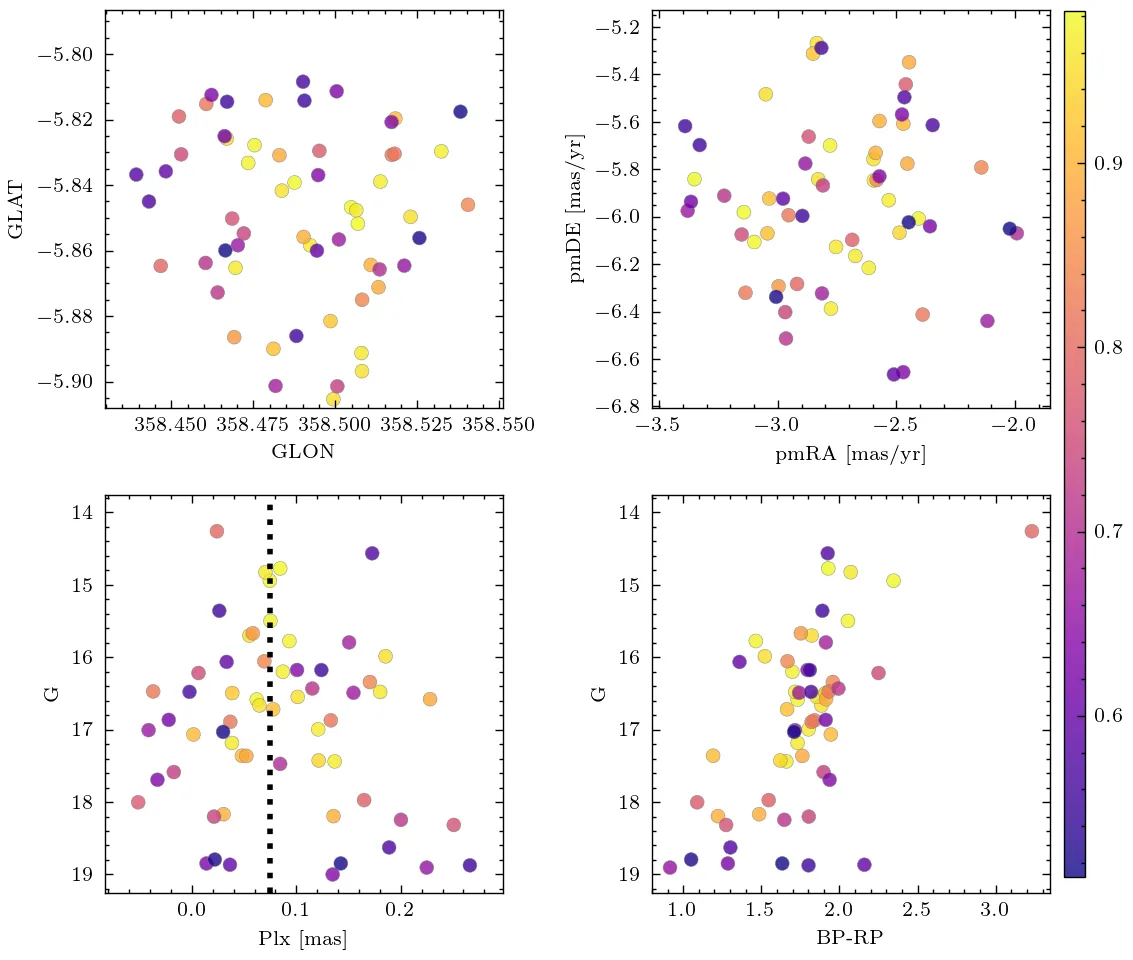 −5.80
−5.82
−5.84
−5.86
−5.88
−5.90
GLAT
358.450 358.475 358.500 358.525 358.550
GLON
−5.2
−5.4
−5.6
−5.8
−6.0
−6.2
−6.4
−6.6
−6.8
pmDE [mas/yr]
−3.5 −3.0 −2.5 −2.0
pmRA [mas/yr]
0.9
0.8
0.7
0.6
14
15
16
17
18
19
G
0.0 0.1 0.2
Plx [mas]
14
15
16
17
18
19
G
1.0 1.5 2.0 2.5 3.0
BP-RP